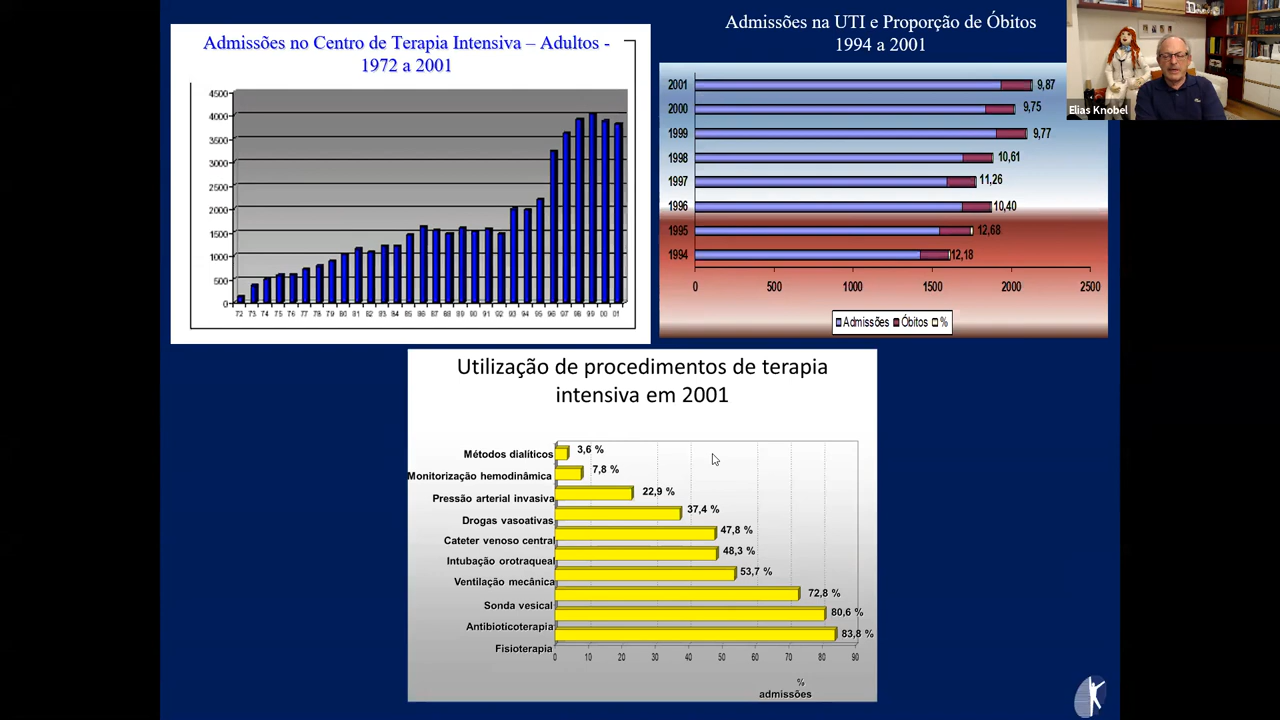 Admissões no Centro de Terapia Intensiva – Adultos -
1972 a 2001
4500
4000
3500
3000
2500
2000
1500
1000
500
0
72 73 74 75 76 77 78 79 80 81 82 83 84 85 86 87 88 89 90 91 92 93 94 95 96 97 98 99 00 01
Admissões na UTI e Proporção de Óbitos
1994 a 2001
2001 9,87
2000 9,75
1999 9,77
1998 10,61
1997 11,26
1996 10,40
1995 12,68
1994 12,18
0 500 1000 1500 2000 2500
Admissões Óbitos %
Elias Knobel
Utilização de procedimentos de terapia
intensiva em 2001
Métodos dialíticos 3,6 %
Monitorização hemodinâmica 7,8 %
Pressão arterial invasiva 22,9 %
Drogas vasoativas 37,4 %
Cateter venoso central 47,8 %
Intubação orotraqueal 48,3 %
Ventilação mecânica 53,7 %
Sonda vesical 72,8 %
Antibioticoterapia 80,6 %
Fisioterapia 83,8 %
0 10 20 30 40 50 60 70 80 90
%
admissões